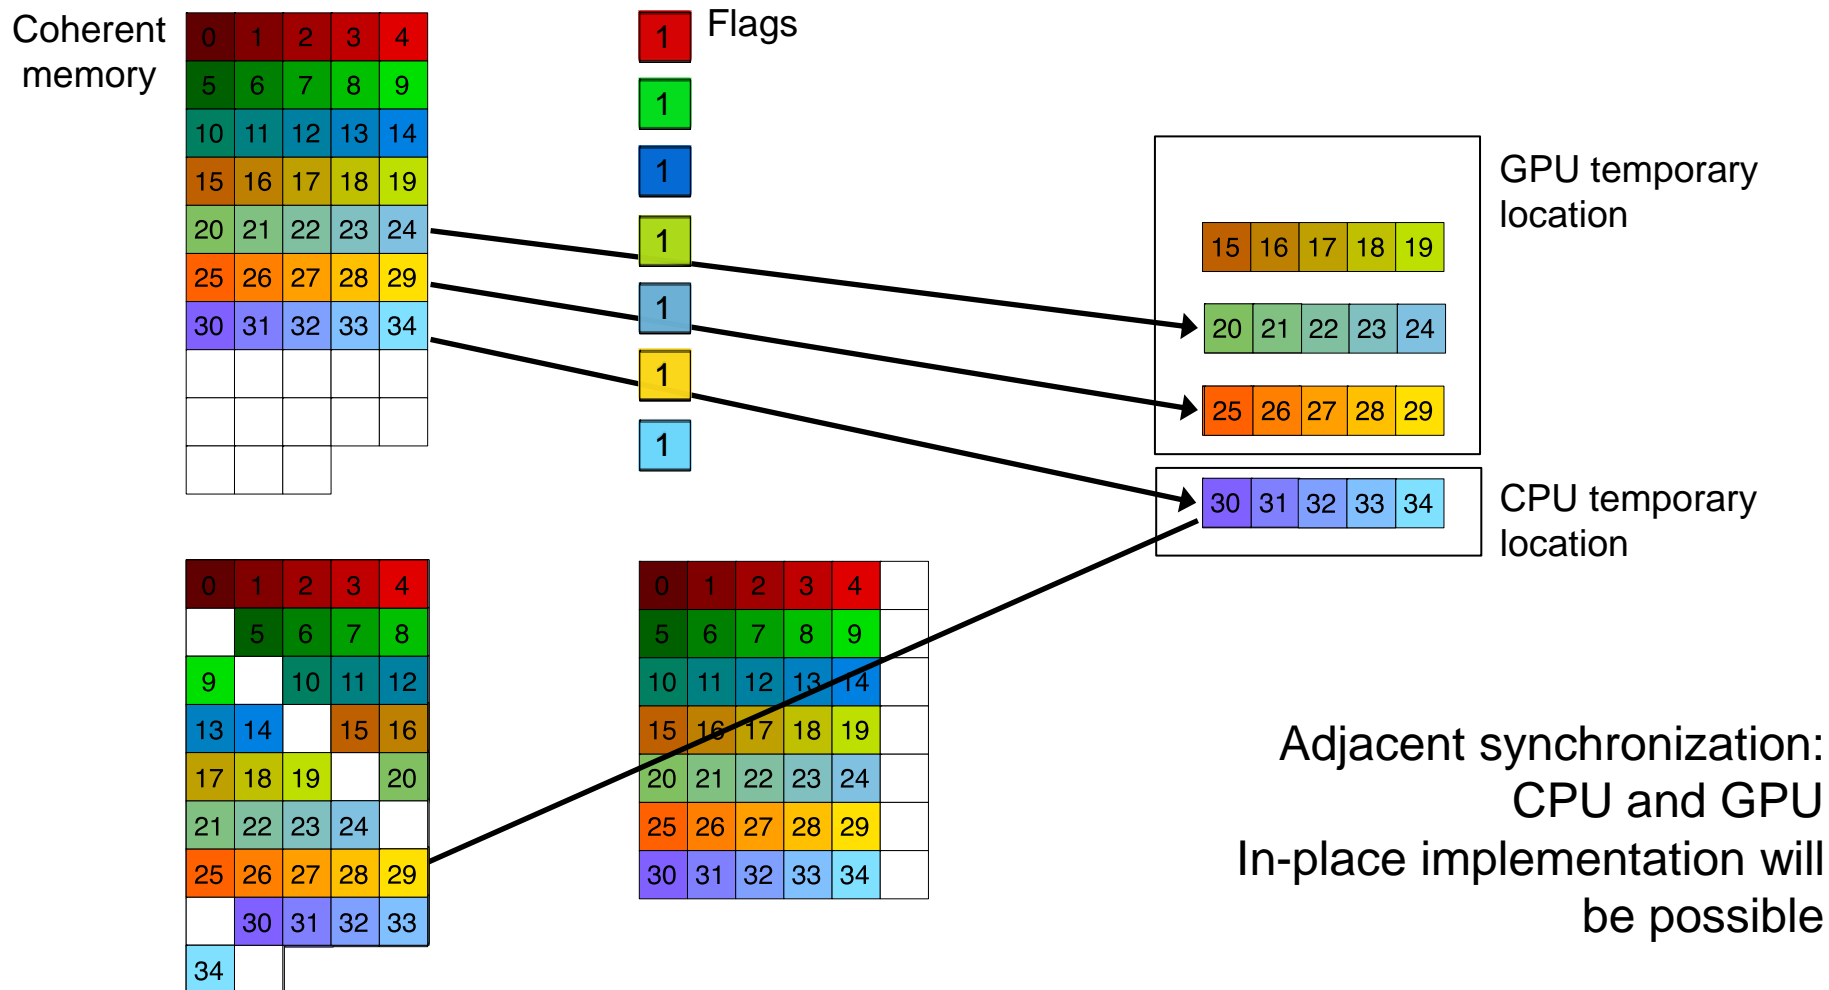 Coherent
memory
0 1 2 3 4
5 6 7 8 9
10 11 12 13 14
15 16 17 18 19
20 21 22 23 24
25 26 27 28 29
30 31 32 33 34
Flags
1
1
1
1
1
1
1
GPU temporary
location
15 16 17 18 19
20 21 22 23 24
25 26 27 28 29
CPU temporary
location
30 31 32 33 34
0 1 2 3 4
5 6 7 8
9 10 11 12
13 14 15 16
17 18 19 20
21 22 23 24
25 26 27 28 29
30 31 32 33
34
0 1 2 3 4
5 6 7 8 9
10 11 12 13 14
15 16 17 18 19
20 21 22 23 24
25 26 27 28 29
30 31 32 33 34
Adjacent synchronization:
CPU and GPU
In-place implementation will
be possible